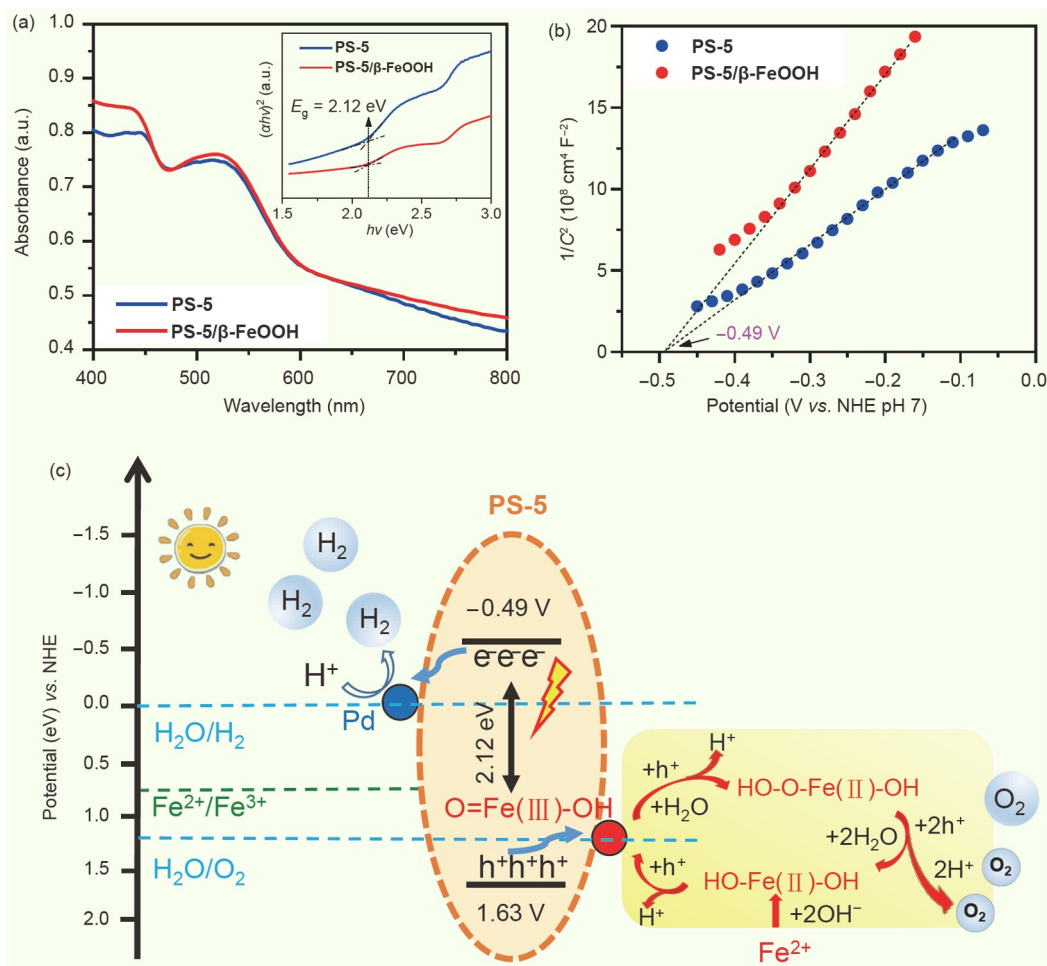 (a)
1.0
0.9
0.8
0.7
0.6
0.5
0.4
Absorbance (a.u.)
400 500 600 700 800
Wavelength (nm)
PS-5
PS-5/β-FeOOH
PS-5
PS-5/β-FeOOH
(αhν)² (a.u.)
Eg = 2.12 eV
1.5 2.0 2.5 3.0
hν (eV)
(b)
20
15
10
5
0
1/C² (10⁸ cm⁴ F⁻²)
PS-5
PS-5/β-FeOOH
−0.49 V
−0.5 −0.4 −0.3 −0.2 −0.1 0.0
Potential (V vs. NHE pH 7)
(c)
Potential (eV) vs. NHE
−1.5
−1.0
−0.5
0.0
0.5
1.0
1.5
2.0
PS-5
H₂
H₂
H₂
H⁺
Pd
−0.49 V
e⁻e⁻e⁻
2.12 eV
H₂O/H₂
Fe²⁺/Fe³⁺
H₂O/O₂
O=Fe(III)-OH
h⁺h⁺h⁺
1.63 V
H⁺
+h⁺
+H₂O
HO-O-Fe(II)-OH
+2H₂O
+2h⁺
2H⁺
+h⁺
H⁺
HO-Fe(II)-OH
+2OH⁻
Fe²⁺
O₂
O₂
O₂